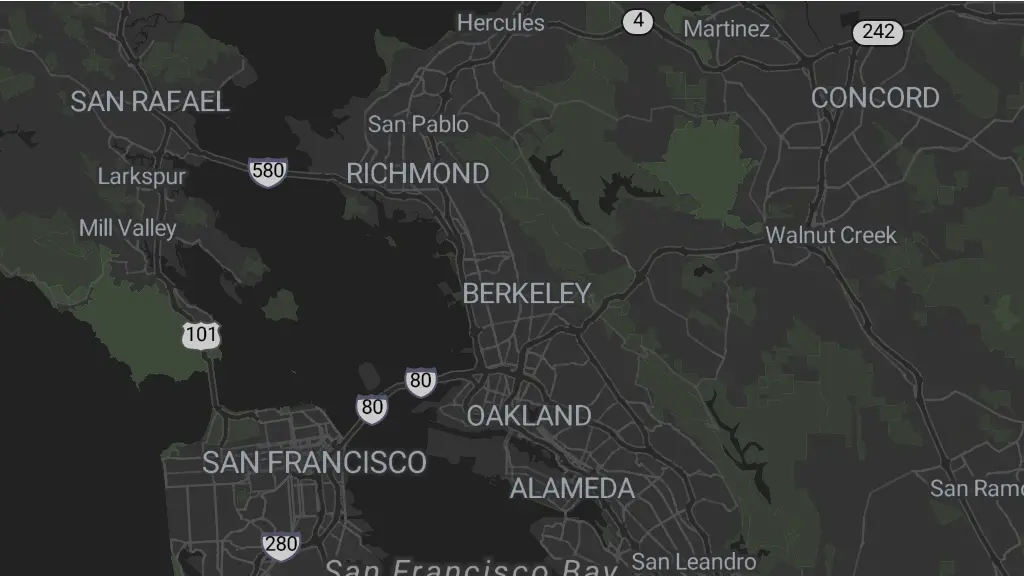 Hercules
4
Martinez
242
SAN RAFAEL
CONCORD
San Pablo
580
RICHMOND
Larkspur
Mill Valley
Walnut Creek
BERKELEY
101
80
80
OAKLAND
SAN FRANCISCO
ALAMEDA
San Ramo
280
San Leandro
San Francisco Bay